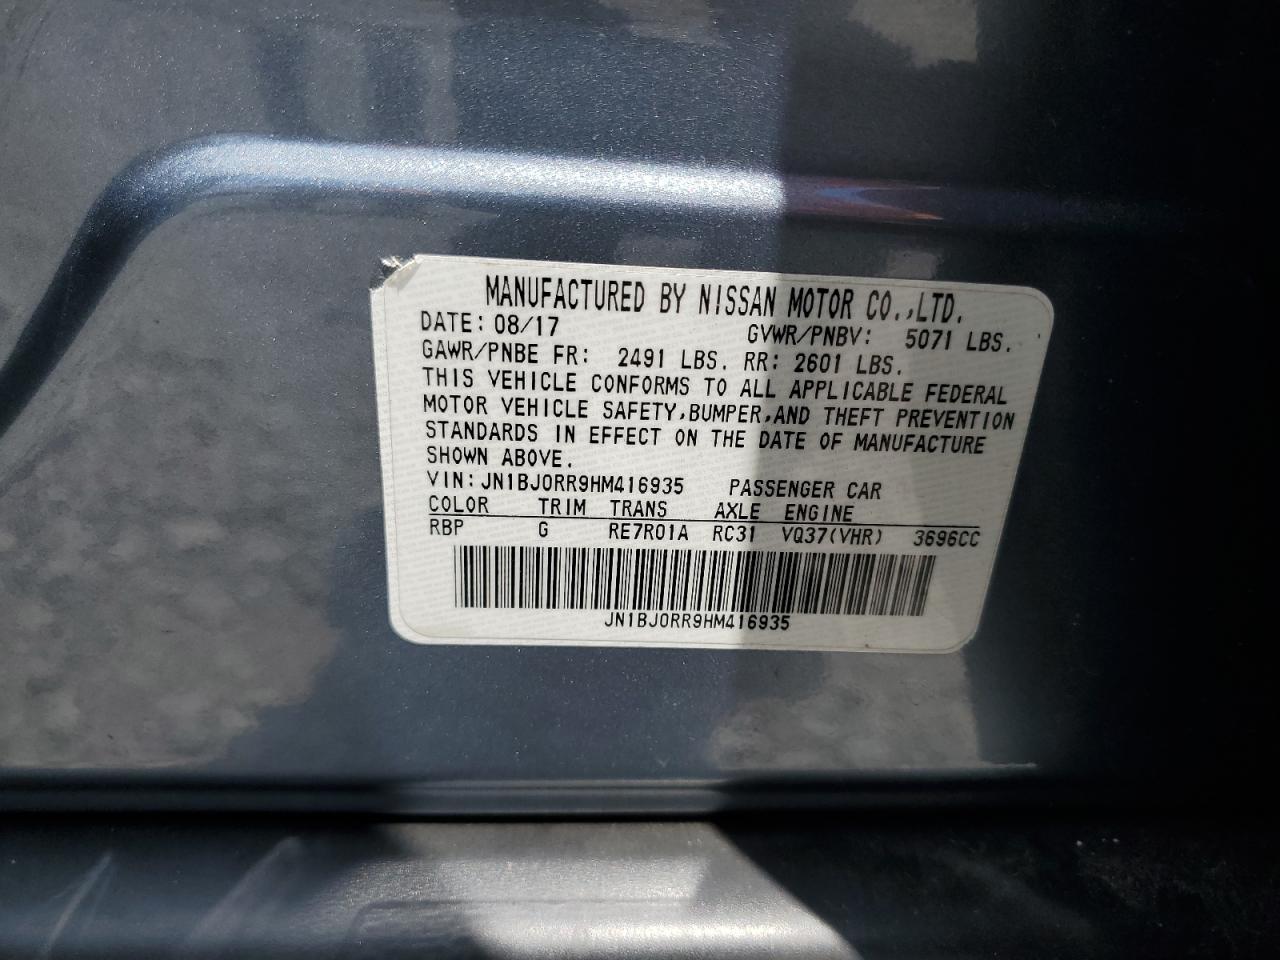 MANUFACTURED BY NISSAN MOTOR CO.,LTD.
DATE: 08/17 GVWR/PNBV: 5071 LBS.
GAWR/PNBE FR: 2491 LBS. RR: 2601 LBS.
THIS VEHICLE CONFORMS TO ALL APPLICABLE FEDERAL
MOTOR VEHICLE SAFETY,BUMPER,AND THEFT PREVENTION
STANDARDS IN EFFECT ON THE DATE OF MANUFACTURE
SHOWN ABOVE.
VIN: JN1BJ0RR9HM416935 PASSENGER CAR
COLOR TRIM TRANS AXLE ENGINE
RBP G RE7R01A RC31 VQ37(VHR) 3696CC
JN1BJ0RR9HM416935